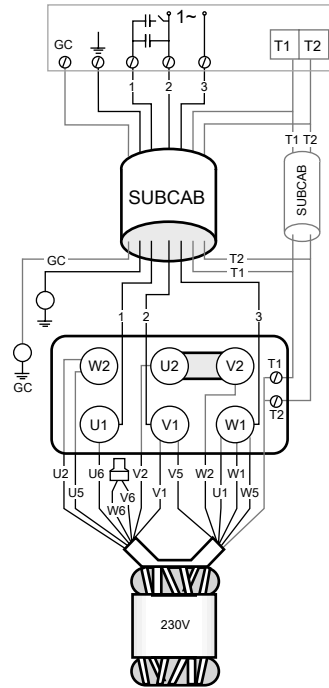 1~
T1 T2
GC
1 2 3
T1 T2
SUBCAB
SUBCAB
T2
GC
T1
1 2 3
W2 U2 V2 T1
GC
U1 V1 W1 T2
U2 U5 U6 W6 V6 V2 V1 V5 W2 U1 W1 W5
230V